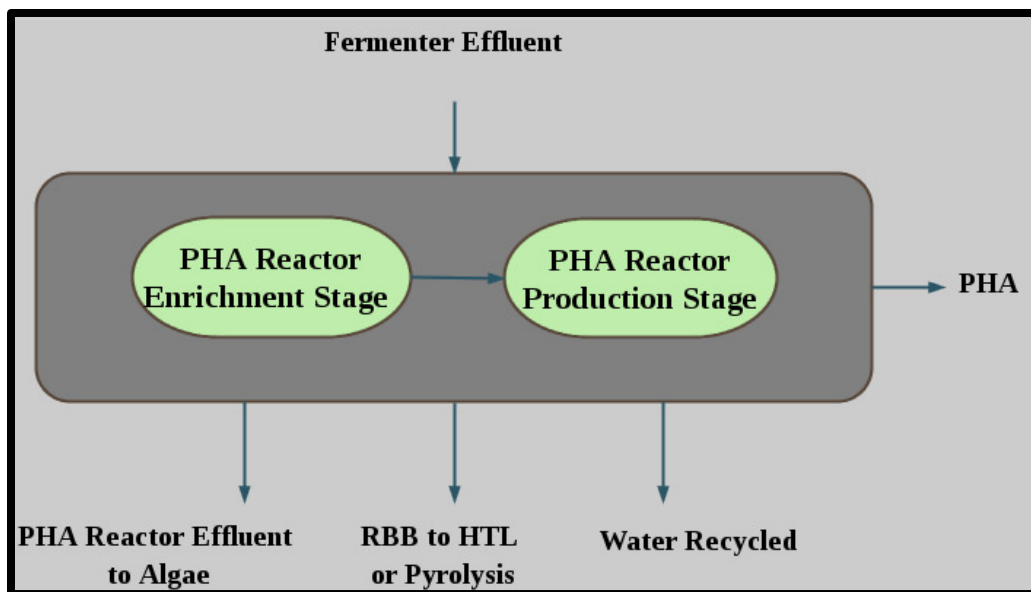 Fermenter Effluent
PHA Reactor
Enrichment Stage
PHA Reactor
Production Stage
PHA
PHA Reactor Effluent
to Algae
RBB to HTL
or Pyrolysis
Water Recycled